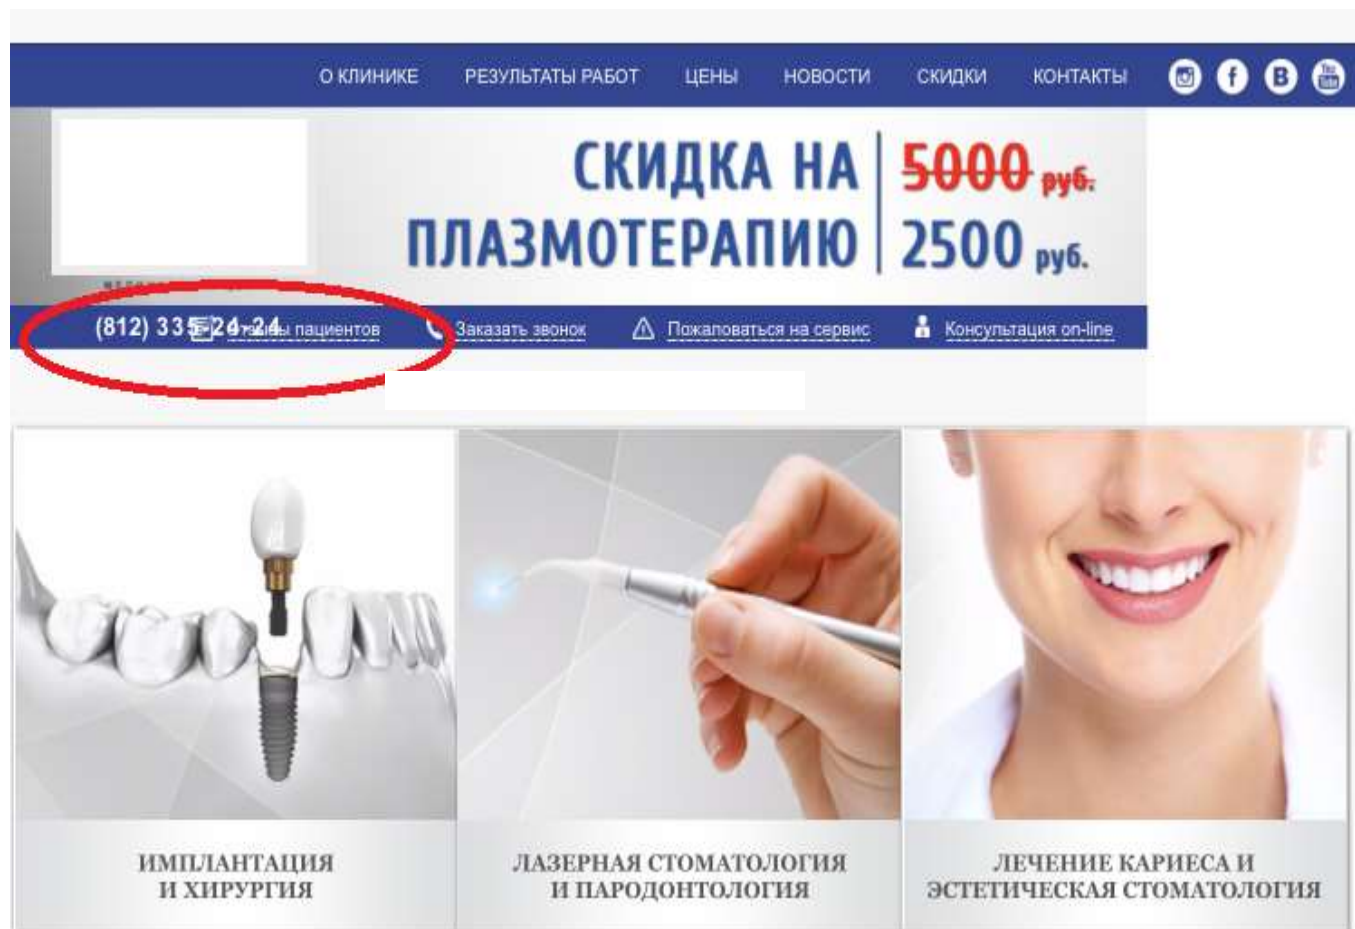 О КЛИНИКЕ РЕЗУЛЬТАТЫ РАБОТ ЦЕНЫ НОВОСТИ СКИДКИ КОНТАКТЫ
СКИДКА НА 5000 руб.
ПЛАЗМОТЕРАПИЮ 2500 руб.
(812) 335-24-24 пациентов Заказать звонок Пожаловаться на сервис Консультация on-line
ИМПЛАНТАЦИЯ
И ХИРУРГИЯ
ЛАЗЕРНАЯ СТОМАТОЛОГИЯ
И ПАРОДОНТОЛОГИЯ
ЛЕЧЕНИЕ КАРИЕСА И
ЭСТЕТИЧЕСКАЯ СТОМАТОЛОГИЯ